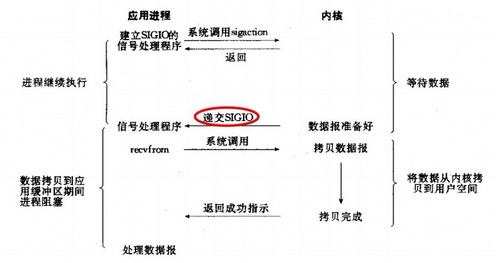 应用进程
内核
建立SIGIO的
信号处理程序
系统调用sigaction
返回
进程继续执行
等待数据
递交SIGIO
信号处理程序
数据报准备好
recvfrom
系统调用
拷贝数据报
数据拷贝到应
用缓冲区期间
进程阻塞
将数据从内核拷
贝到用户空间
返回成功指示
拷贝完成
处理数据报